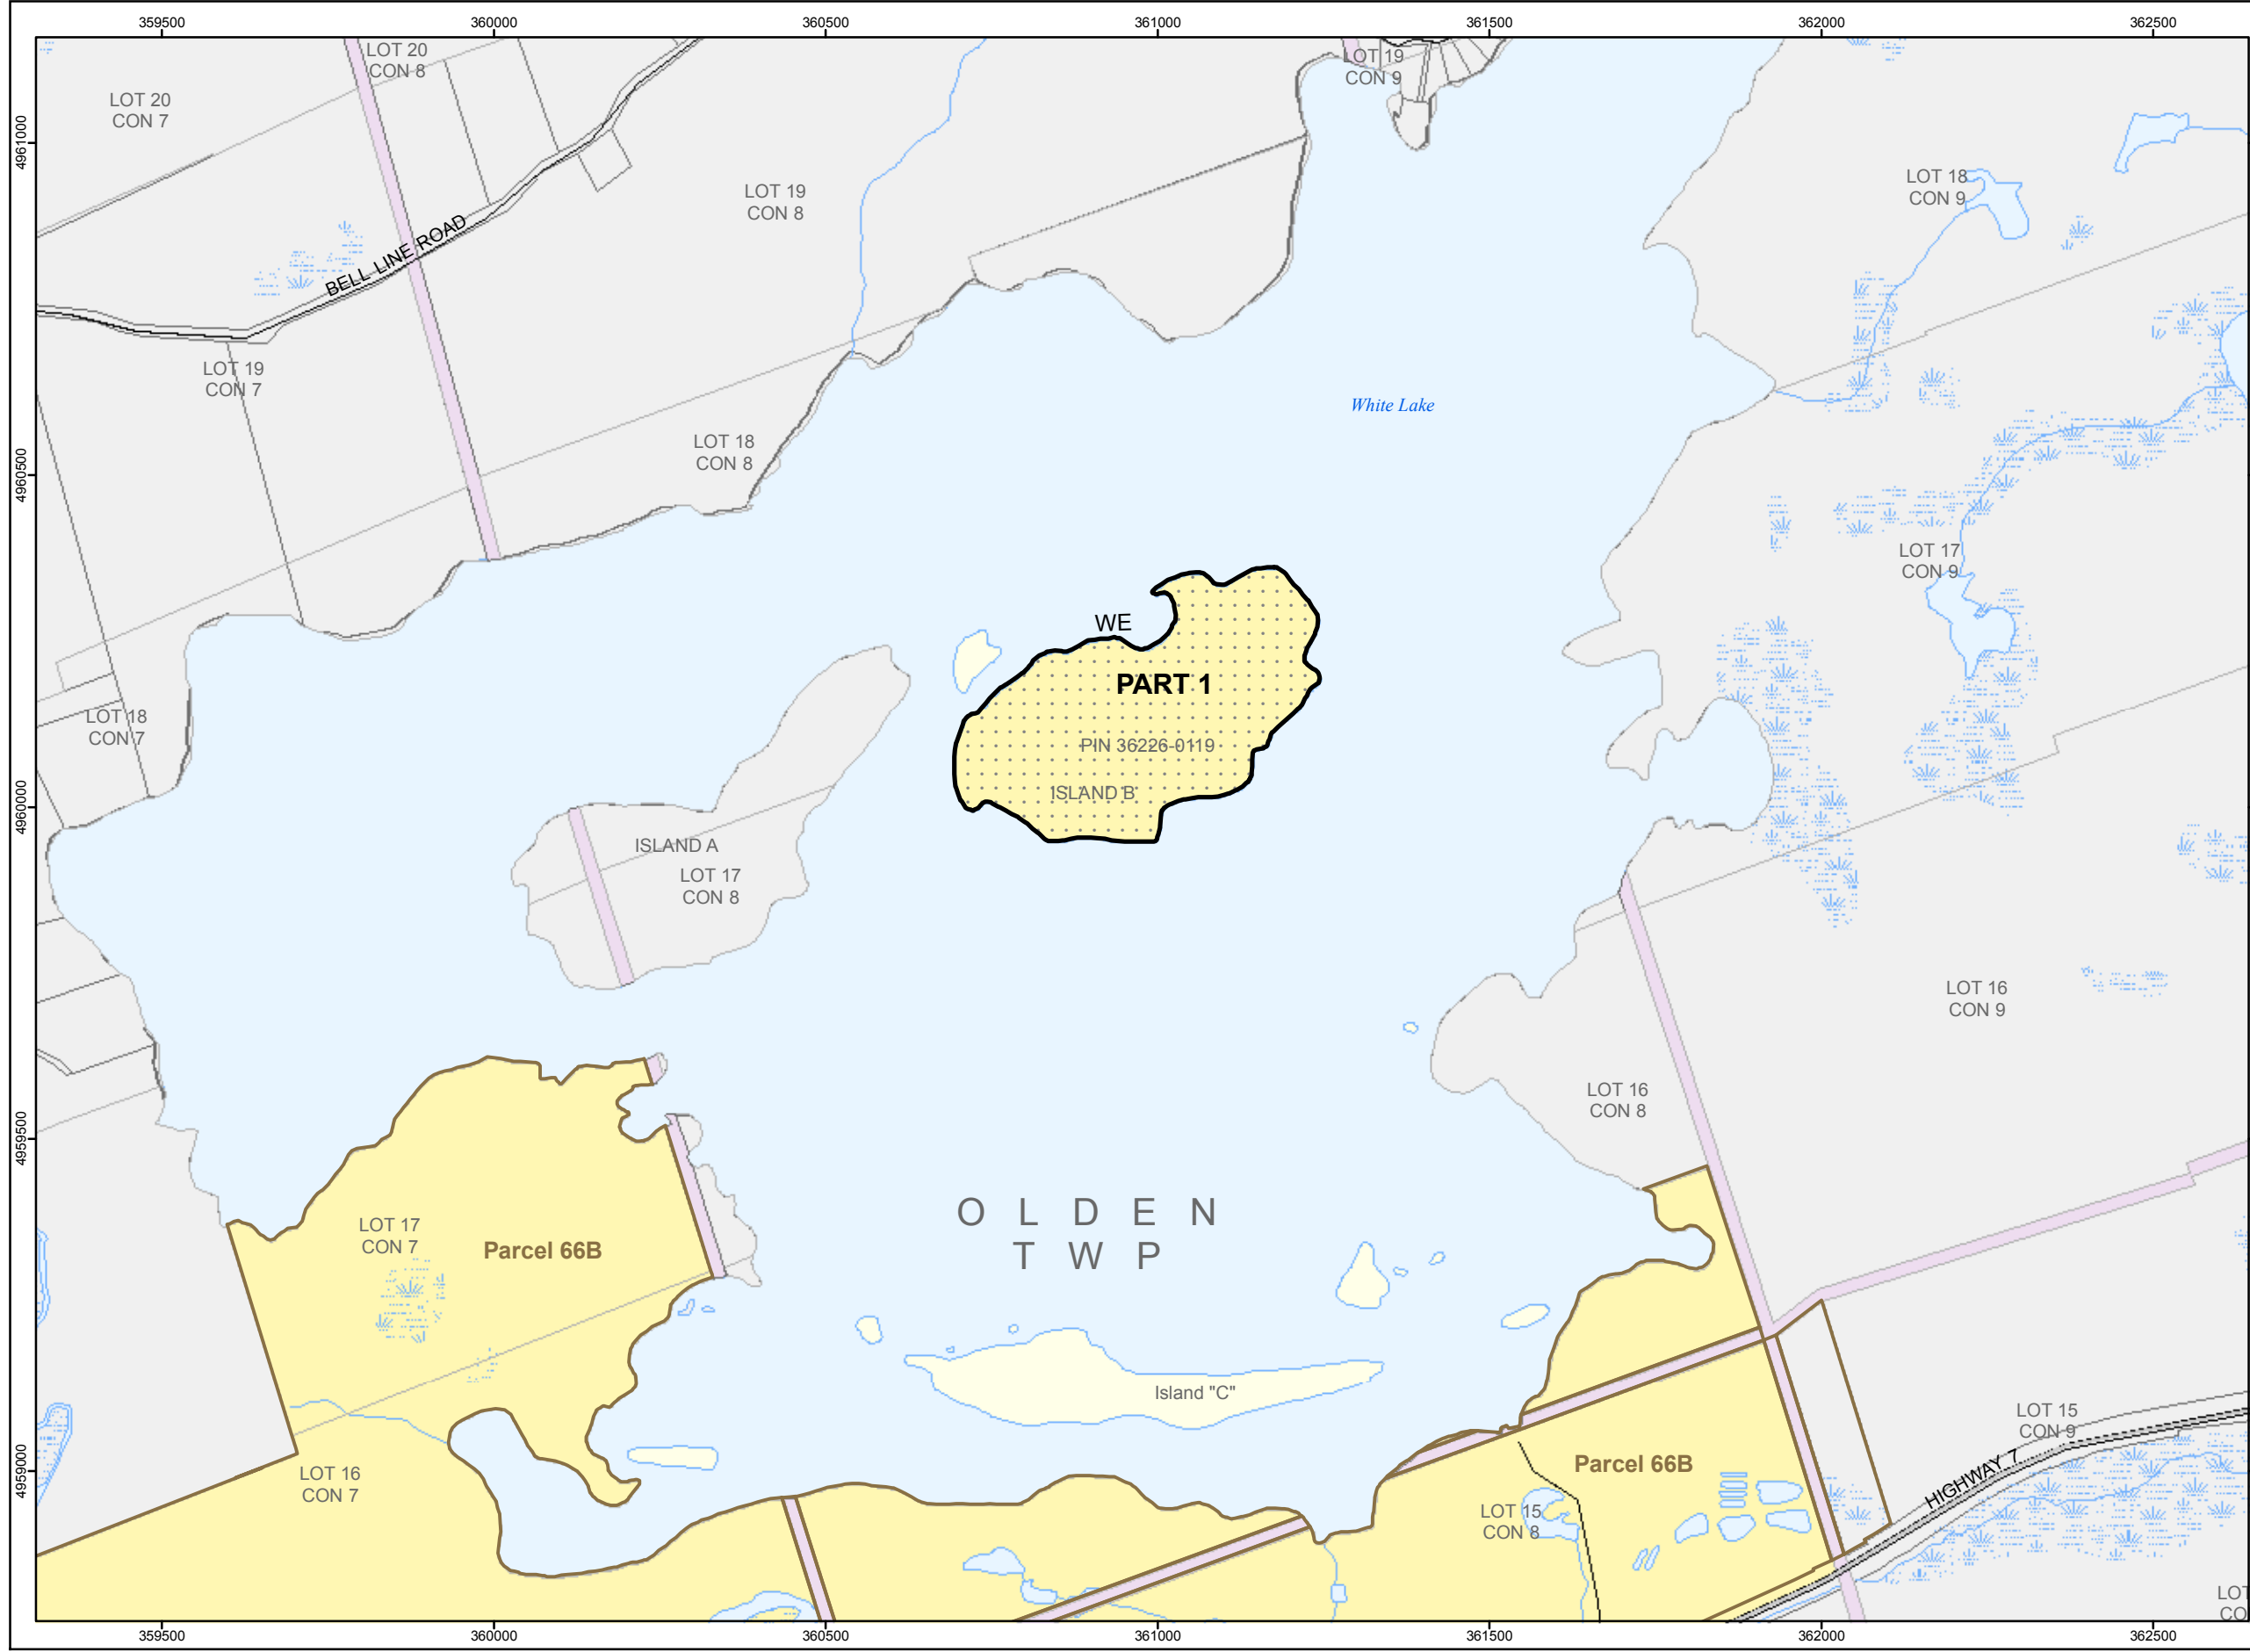 359500
360000
360500
361000
361500
362000
362500
LOT 20
CON 8
LOT 19
CON 9
LOT 20
CON 7
4961000
LOT 19
CON 8
LOT 18
CON 9
BELL LINE ROAD
LOT 19
CON 7
White Lake
LOT 18
CON 8
4960500
LOT 17
CON 9
WE
PART 1
LOT 18
CON 7
PIN 36226-0119
ISLAND B
4960000
ISLAND A
LOT 17
CON 8
LOT 16
CON 9
LOT 16
CON 8
4959500
OLDEN
TWP
LOT 17
CON 7
Parcel 66B
Island "C"
LOT 15
CON 9
4959000
LOT 16
CON 7
Parcel 66B
HIGHWAY 7
LOT 15
CON 8
LOT
CO
359500
360000
360500
361000
361500
362000
362500